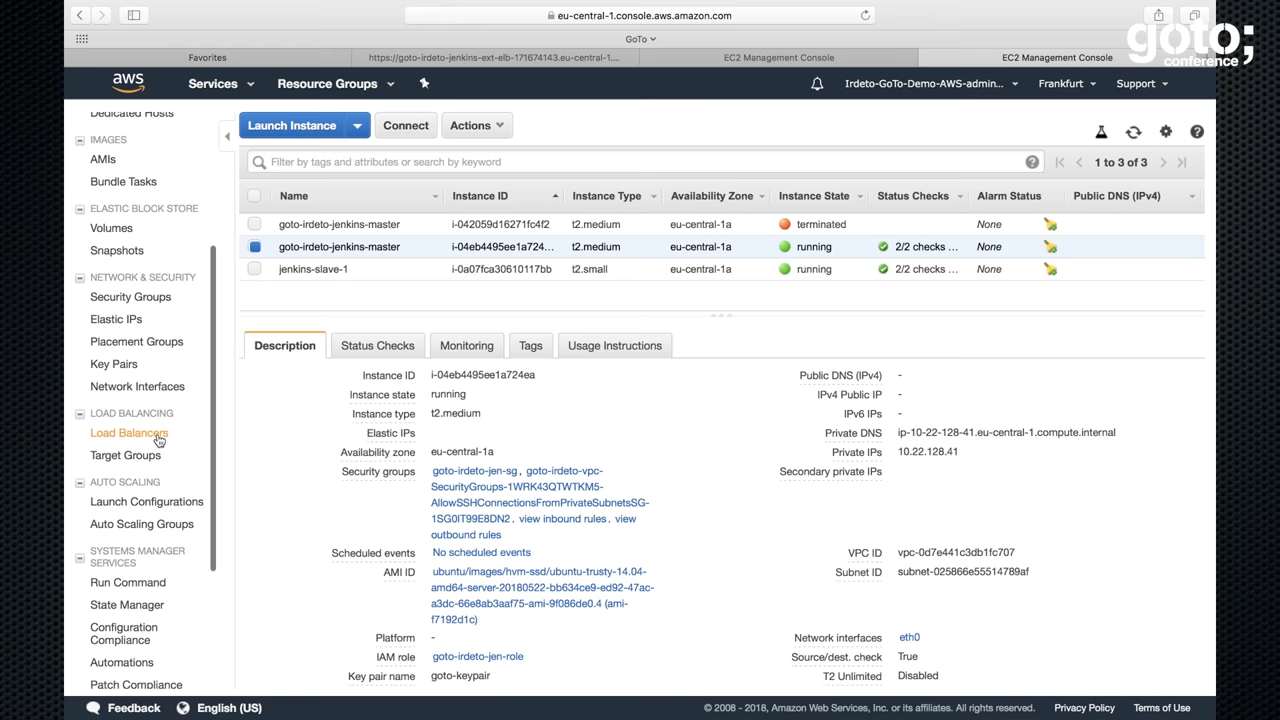 eu-central-1.console.aws.amazon.com
goto;
conference
GoTo
Favorites
https://goto-irdeto-jenkins-ext-elb-171674143.eu-central-1....
EC2 Management Console
EC2 Management Console
aws
Services
Resource Groups
Irdeto-GoTo-Demo-AWS-admin...
Frankfurt
Support
Dedicated Hosts
IMAGES
AMIs
Bundle Tasks
ELASTIC BLOCK STORE
Volumes
Snapshots
NETWORK & SECURITY
Security Groups
Elastic IPs
Placement Groups
Key Pairs
Network Interfaces
LOAD BALANCING
Load Balancers
Target Groups
AUTO SCALING
Launch Configurations
Auto Scaling Groups
SYSTEMS MANAGER
SERVICES
Run Command
State Manager
Configuration
Compliance
Automations
Patch Compliance
Launch Instance
Connect
Actions
Filter by tags and attributes or search by keyword
1 to 3 of 3
Name Instance ID Instance Type Availability Zone Instance State Status Checks Alarm Status Public DNS (IPv4)
goto-irdeto-jenkins-master i-042059d16271fc4f2 t2.medium eu-central-1a terminated None
goto-irdeto-jenkins-master i-04eb4495ee1a724... t2.medium eu-central-1a running 2/2 checks ... None
jenkins-slave-1 i-0a07fca30610117bb t2.small eu-central-1a running 2/2 checks ... None
Description Status Checks Monitoring Tags Usage Instructions
Instance ID i-04eb4495ee1a724ea
Instance state running
Instance type t2.medium
Elastic IPs
Availability zone eu-central-1a
Security groups goto-irdeto-jen-sg , goto-irdeto-vpc-
SecurityGroups-1WRK43QTWTKM5-
AllowSSHConnectionsFromPrivateSubnetsSG-
1SG0IT99E8DN2 . view inbound rules. view
outbound rules
Scheduled events No scheduled events
AMI ID ubuntu/images/hvm-ssd/ubuntu-trusty-14.04-
amd64-server-20180522-bb634ce9-ed92-47ac-
a3dc-66e8ab3aaf75-ami-9f086de0.4 (ami-
f7192d1c)
Platform -
IAM role goto-irdeto-jen-role
Key pair name goto-keypair
Public DNS (IPv4) -
IPv4 Public IP -
IPv6 IPs -
Private DNS ip-10-22-128-41.eu-central-1.compute.internal
Private IPs 10.22.128.41
Secondary private IPs
VPC ID vpc-0d7e441c3db1fc707
Subnet ID subnet-025866e55514789af
Network interfaces eth0
Source/dest. check True
T2 Unlimited Disabled
Feedback
English (US)
© 2008 - 2018, Amazon Web Services, Inc. or its affiliates. All rights reserved.
Privacy Policy
Terms of Use